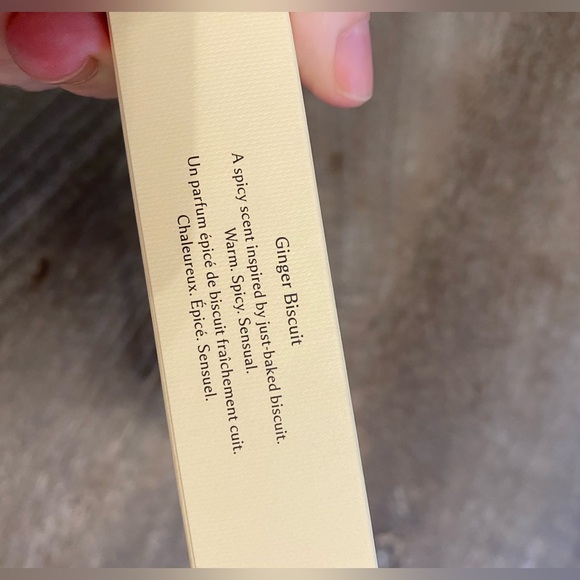 Ginger Biscuit
A spicy scent inspired by just-baked biscuit.
Warm. Spicy. Sensual.
Un parfum épicé de biscuit fraîchement cuit.
Chaleureux. Épicé. Sensuel.